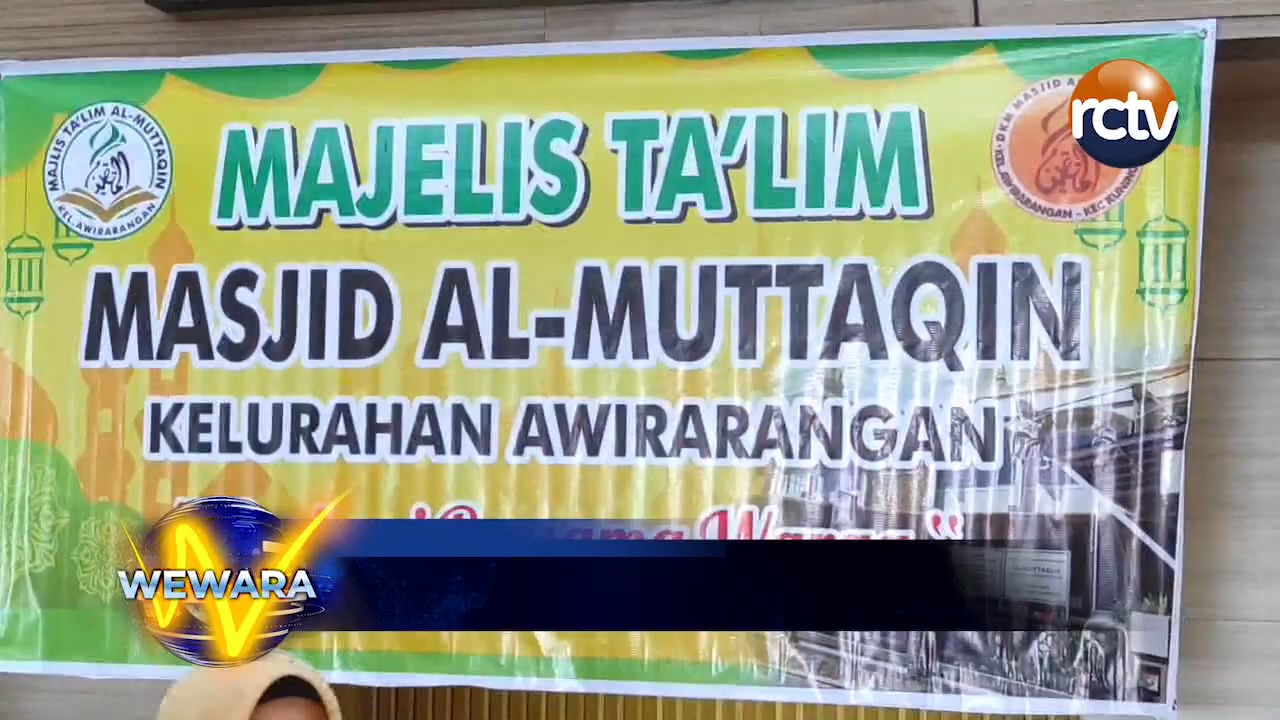 rctv
MAJLIS TA'LIM AL-MUTTAQIN
KEL. AWIRARANGAN
MAJELIS TA'LIM
MASJID AL-MUTTAQIN
KELURAHAN AWIRARANGAN
WEWARA